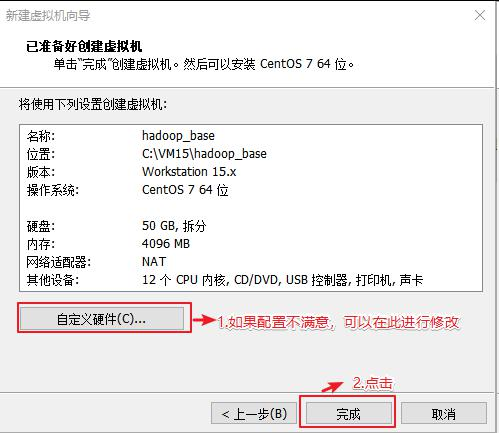 新建虚拟机向导
已准备好创建虚拟机
单击“完成”创建虚拟机。然后可以安装 CentOS 7 64 位。
将使用下列设置创建虚拟机:
名称: hadoop_base
位置: C:\VM15\hadoop_base
版本: Workstation 15.x
操作系统: CentOS 7 64 位
硬盘: 50 GB, 拆分
内存: 4096 MB
网络适配器: NAT
其他设备: 12 个 CPU 内核, CD/DVD, USB 控制器, 打印机, 声卡
自定义硬件(C)... 1.如果配置不满意，可以在此进行修改
2.点击
< 上一步(B) 完成 取消